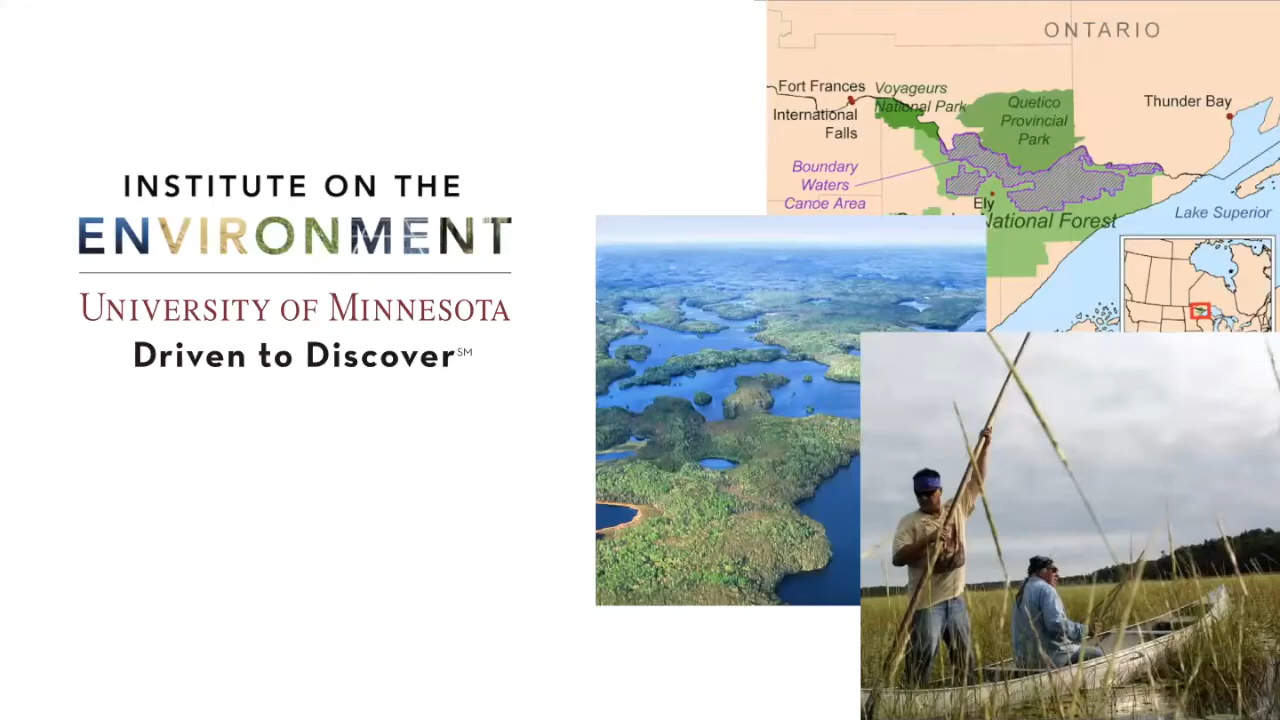 INSTITUTE ON THE
ENVIRONMENT
UNIVERSITY OF MINNESOTA
Driven to Discover℠
ONTARIO
Fort Frances
International
Falls
Voyageurs
National Park
Quetico
Provincial
Park
Thunder Bay
Boundary
Waters
Canoe Area
Ely
National Forest
Lake Superior